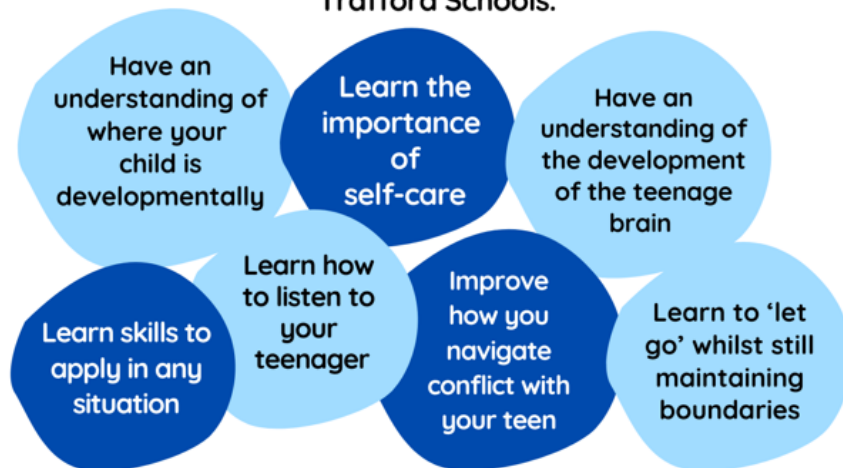 Trafford Schools.
Have an
understanding of
where your
child is
developmentally
Learn the
importance
of
self-care
Have an
understanding of
the development
of the teenage
brain
Learn skills to
apply in any
situation
Learn how
to listen to
your
teenager
Improve
how you
navigate
conflict with
your teen
Learn to ‘let
go’ whilst still
maintaining
boundaries